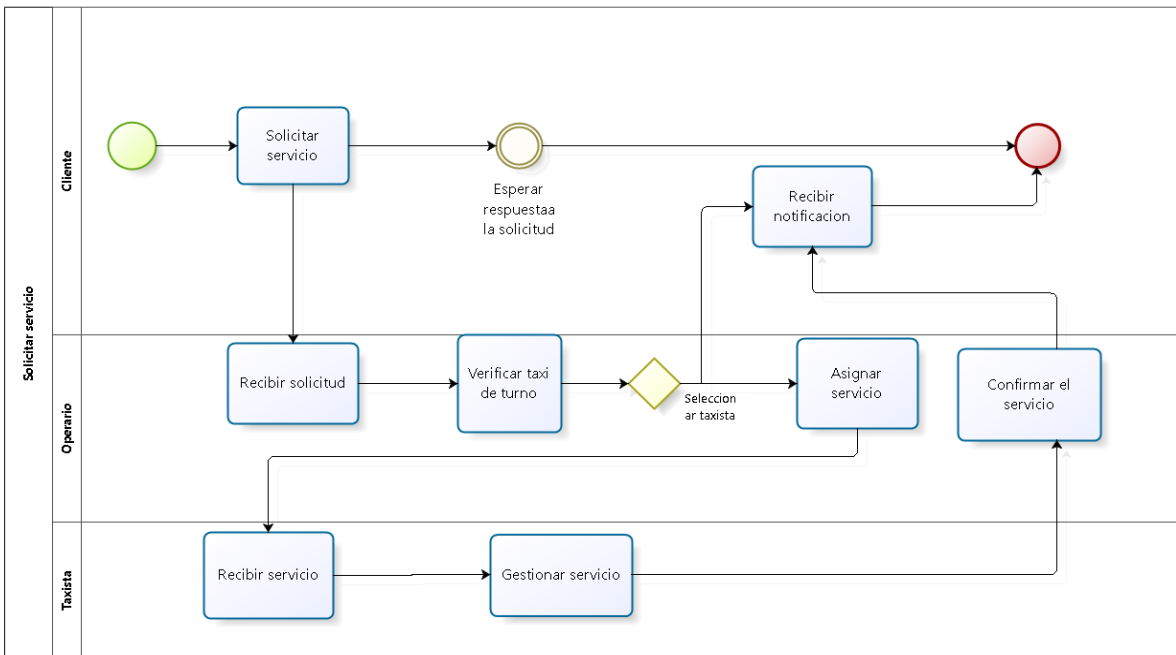 Solicitar servicio
Cliente
Solicitar
servicio
Esperar
respuestaa
la solicitud
Recibir
notificacion
Operario
Recibir solicitud
Verificar taxi
de turno
Seleccion
ar taxista
Asignar
servicio
Confirmar el
servicio
Taxista
Recibir servicio
Gestionar servicio